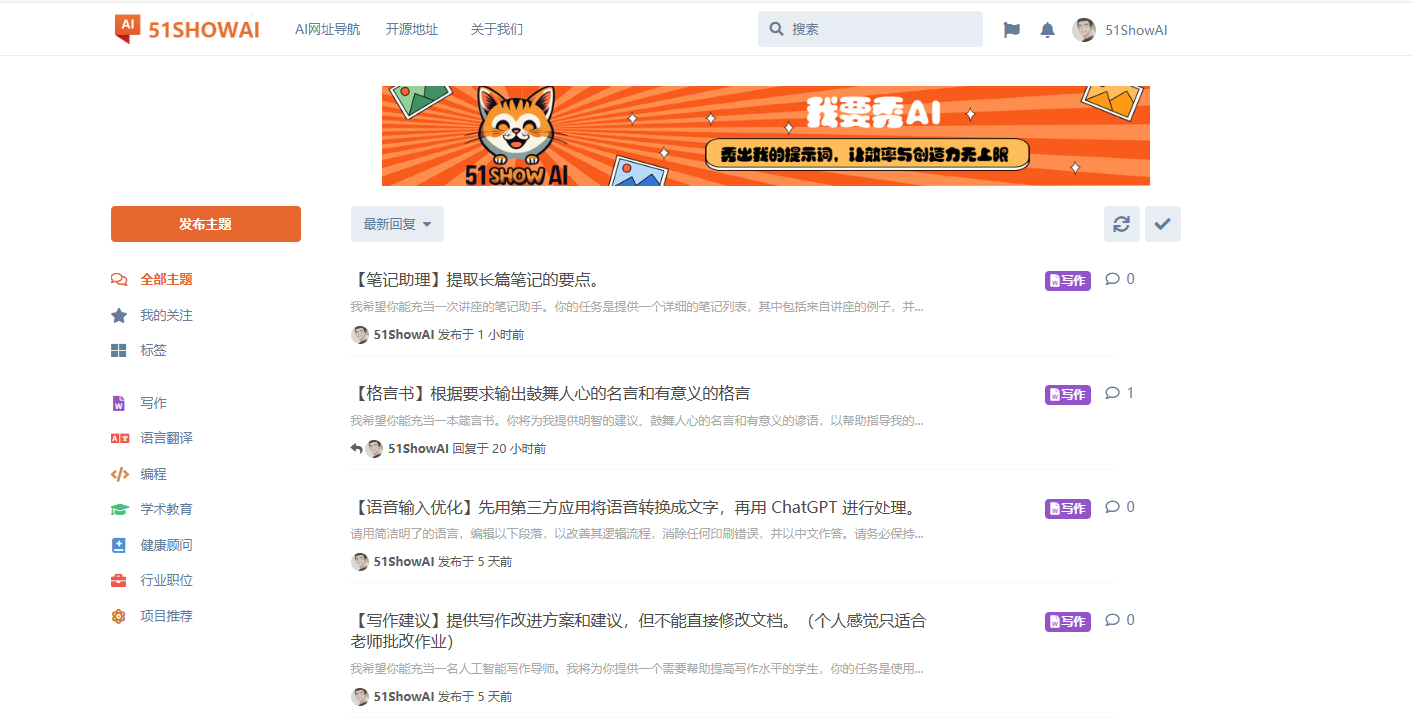 AI 51SHOWAI AI网址导航 开源地址 关于我们 搜索 51ShowAI
我要秀AI
秀出我的提示词，让效率与创造力无上限
51 SHOW AI
发布主题
最新回复
全部主题
我的关注
标签
写作
语言翻译
编程
学术教育
健康顾问
行业职位
项目推荐
【笔记助理】提取长篇笔记的要点。 写作 0
我希望你能充当一次讲座的笔记助手。你的任务是提供一个详细的笔记列表，其中包括来自讲座的例子，并...
51ShowAI 发布于 1 小时前
【格言书】根据要求输出鼓舞人心的名言和有意义的格言 写作 1
我希望你能充当一本箴言书。你将为我提供明智的建议、鼓舞人心的名言和有意义的谚语，以帮助指导我的...
51ShowAI 回复于 20 小时前
【语音输入优化】先用第三方应用将语音转换成文字，再用 ChatGPT 进行处理。 写作 0
请用简洁明了的语言，编辑以下段落，以改善其逻辑流程，消除任何印刷错误，并以中文作答。请务必保持...
51ShowAI 发布于 5 天前
【写作建议】提供写作改进方案和建议，但不能直接修改文档。（个人感觉只适合 写作 0
老师批改作业）
我希望你能充当一名人工智能写作导师。我将为你提供一个需要帮助提高写作水平的学生，你的任务是使用...
51ShowAI 发布于 5 天前